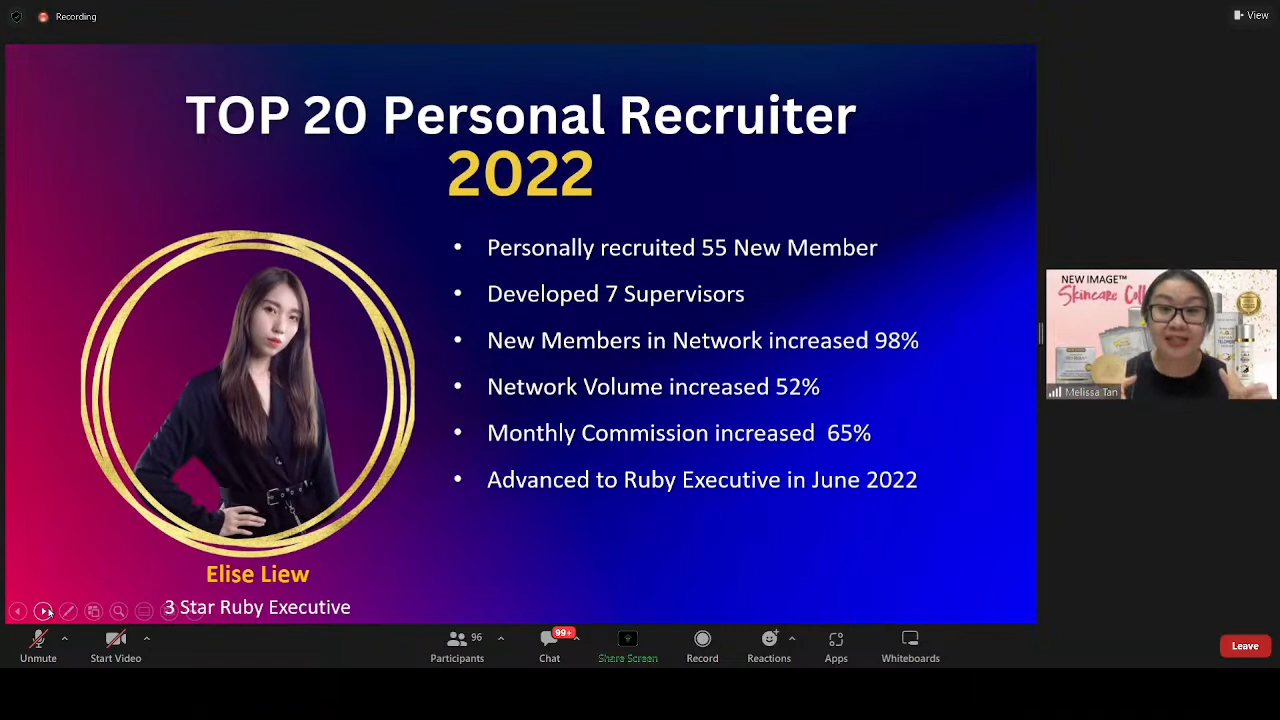 Recording
View
TOP 20 Personal Recruiter
2022
• Personally recruited 55 New Member
• Developed 7 Supervisors
• New Members in Network increased 98%
• Network Volume increased 52%
• Monthly Commission increased 65%
• Advanced to Ruby Executive in June 2022
Elise Liew
3 Star Ruby Executive
NEW IMAGE™
Skincare
Melissa Tan
Unmute
Start Video
96
Participants
99+
Chat
Share Screen
Record
Reactions
Apps
Whiteboards
Leave